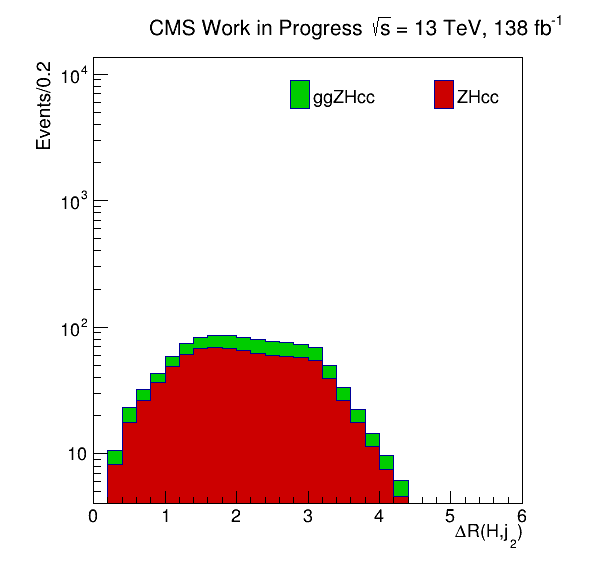 CMS Work in Progress √s = 13 TeV, 138 fb⁻¹
Events/0.2
10⁴
10³
10²
10
ggZHcc
ZHcc
0 1 2 3 4 5 6
ΔR(H,j₂)